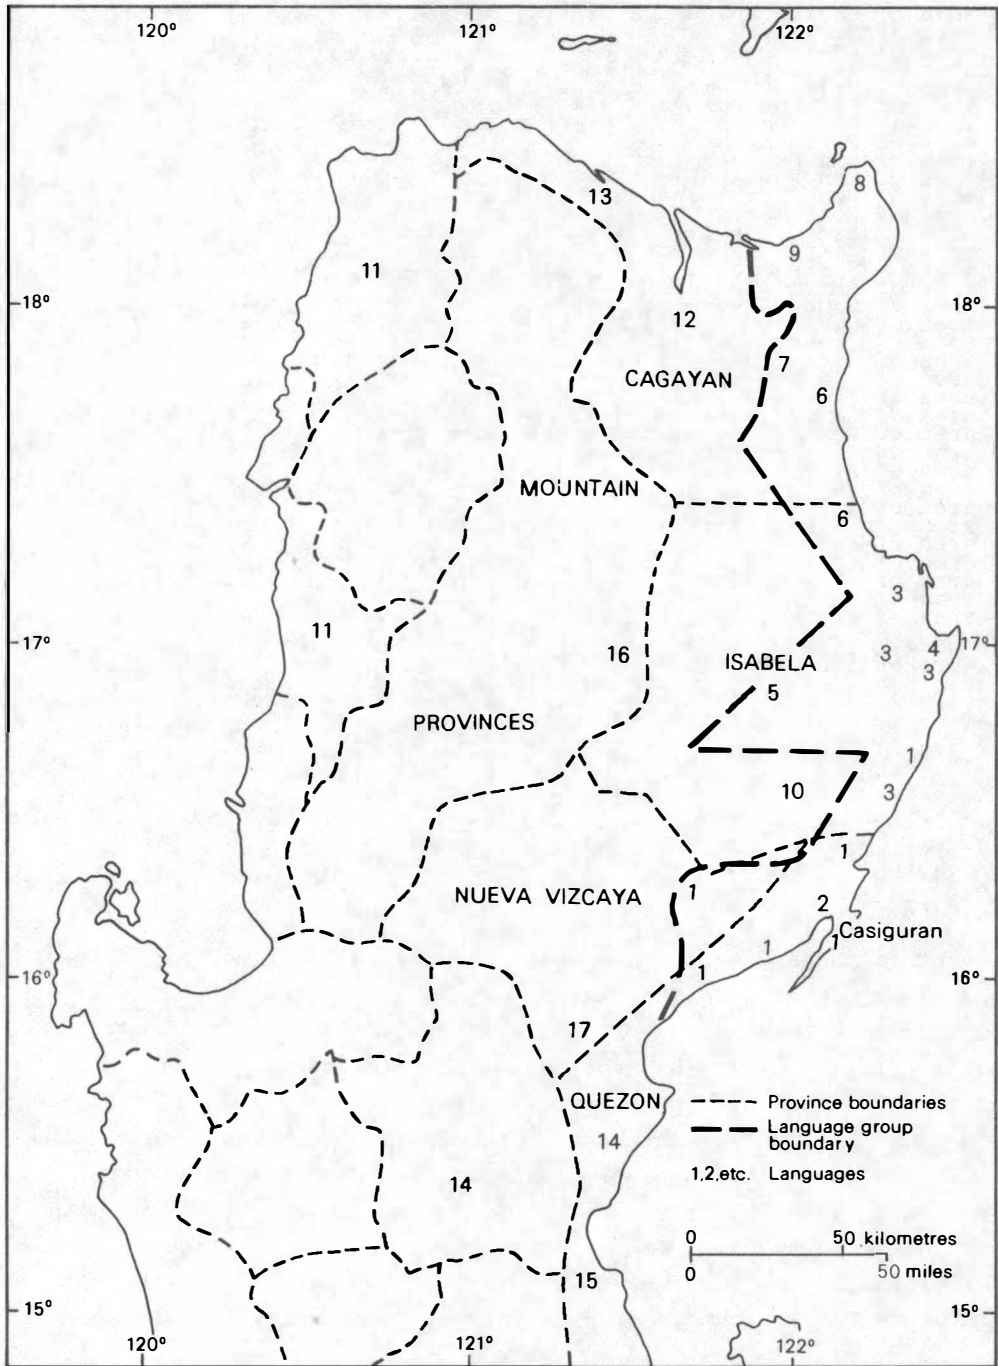 120° 121° 122°
8
13
9
11
18° 18°
12
7
CAGAYAN
6
MOUNTAIN
6
3
11
17° 16 3 4 17°
ISABELA
3
5
PROVINCES
1
10 3
1
NUEVA VIZCAYA 1
2
Casiguran
1 1
16° 1 16°
17
QUEZON
Province boundaries
14
Language group
boundary
14
1,2,etc. Languages
0 50 kilometres
0 50 miles
15
15° 15°
120° 121° 122°